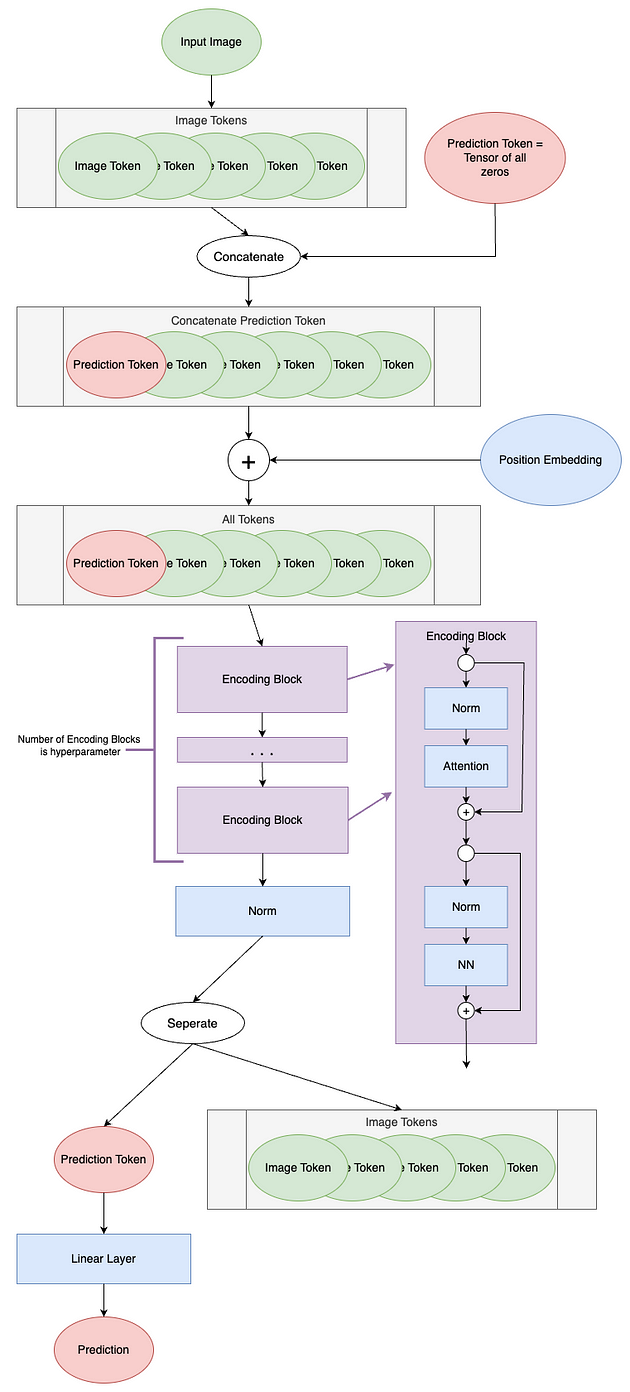 Input Image
Image Tokens
Image Token
e Token
e Token
Token
Token
Prediction Token =
Tensor of all
zeros
Concatenate
Concatenate Prediction Token
Prediction Token
e Token
e Token
Token
Token
Token
+
Position Embedding
All Tokens
Prediction Token
e Token
e Token
Token
Token
Token
Encoding Block
Encoding Block
Norm
Attention
+
Norm
NN
+
Number of Encoding Blocks
is hyperparameter
. . .
Encoding Block
Norm
Seperate
Prediction Token
Image Tokens
Image Token
e Token
e Token
Token
Token
Linear Layer
Prediction